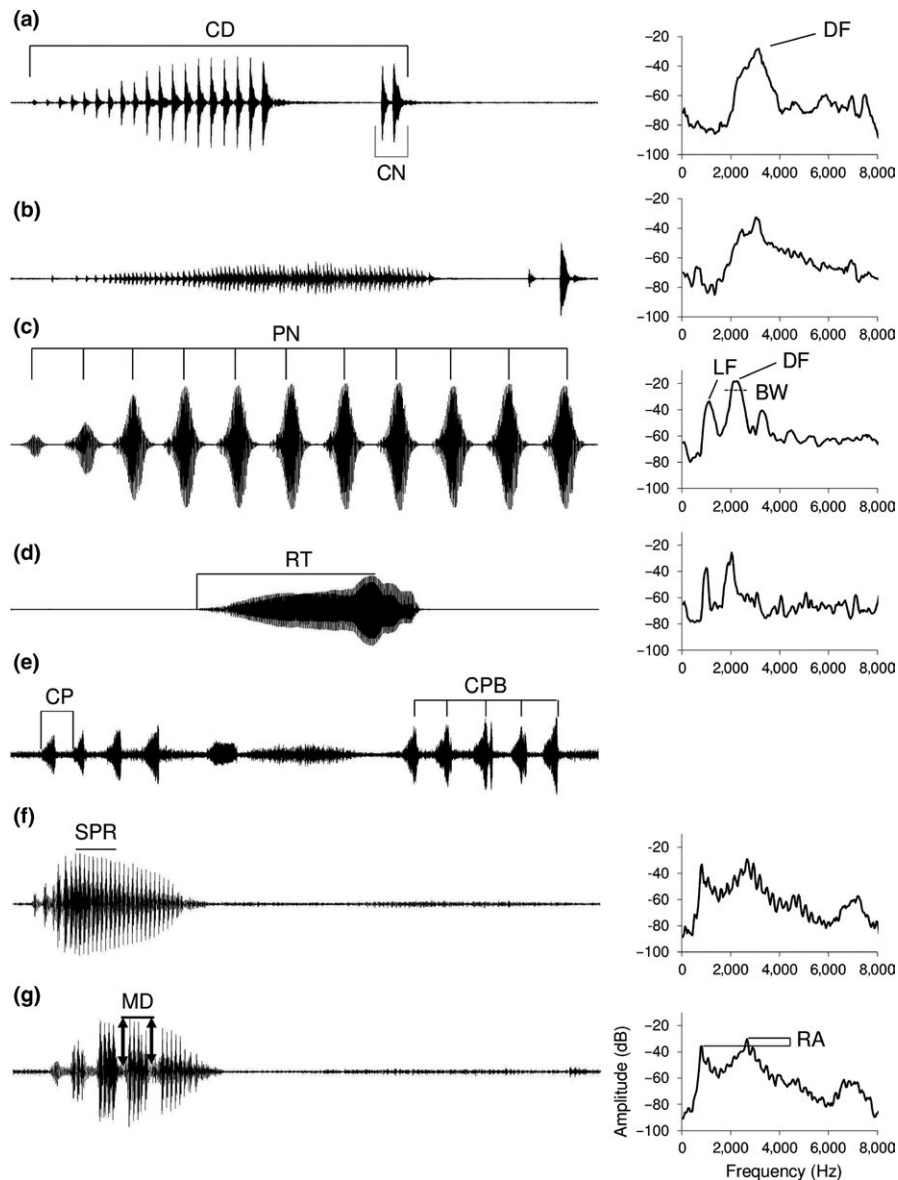 (a)
CD
CN
DF
−20
−40
−60
−80
−100
0 2,000 4,000 6,000 8,000
(b)
−20
−40
−60
−80
−100
0 2,000 4,000 6,000 8,000
(c)
PN
LF
DF
BW
−20
−40
−60
−80
−100
0 2,000 4,000 6,000 8,000
(d)
RT
−20
−40
−60
−80
−100
0 2,000 4,000 6,000 8,000
(e)
CP
CPB
(f)
SPR
−20
−40
−60
−80
−100
0 2,000 4,000 6,000 8,000
(g)
MD
RA
Amplitude (dB)
−20
−40
−60
−80
−100
0 2,000 4,000 6,000 8,000
Frequency (Hz)